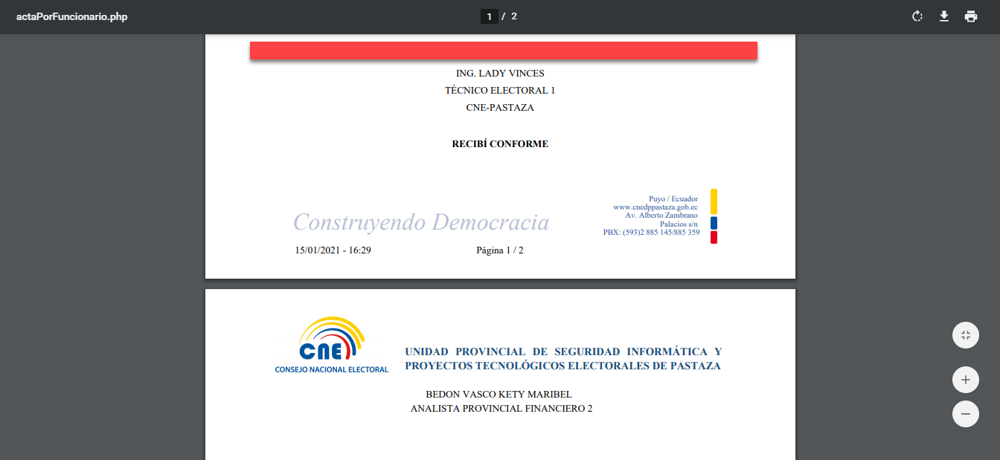 actaPorFuncionario.php
1 / 2
ING. LADY VINCES
TÉCNICO ELECTORAL 1
CNE-PASTAZA
RECIBÍ CONFORME
Construyendo Democracia
Puyo / Ecuador
www.cnedppastaza.gob.ec
Av. Alberto Zambrano
Palacios s/n
PBX: (593)2 885 145/885 359
15/01/2021 - 16:29
Página 1 / 2
CNE
CONSEJO NACIONAL ELECTORAL
UNIDAD PROVINCIAL DE SEGURIDAD INFORMÁTICA Y
PROYECTOS TECNOLÓGICOS ELECTORALES DE PASTAZA
BEDON VASCO KETY MARIBEL
ANALISTA PROVINCIAL FINANCIERO 2